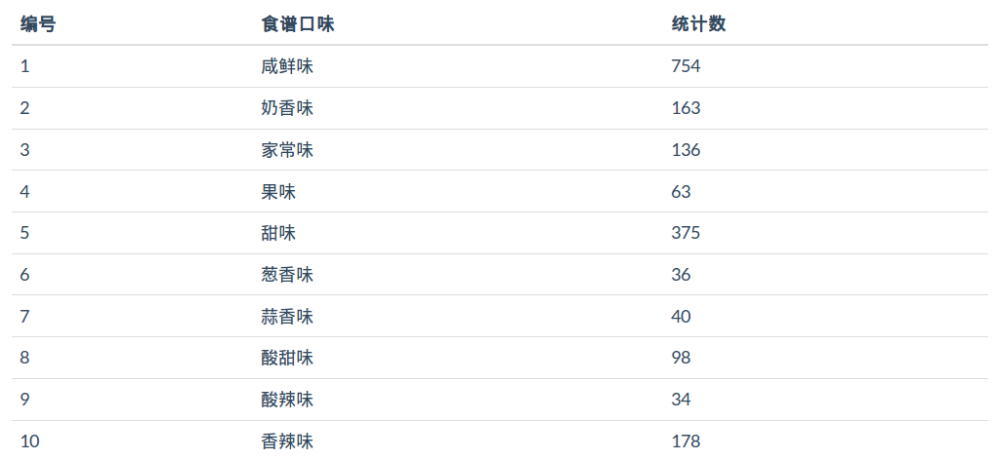 编号 食谱口味 统计数
1 咸鲜味 754
2 奶香味 163
3 家常味 136
4 果味 63
5 甜味 375
6 葱香味 36
7 蒜香味 40
8 酸甜味 98
9 酸辣味 34
10 香辣味 178